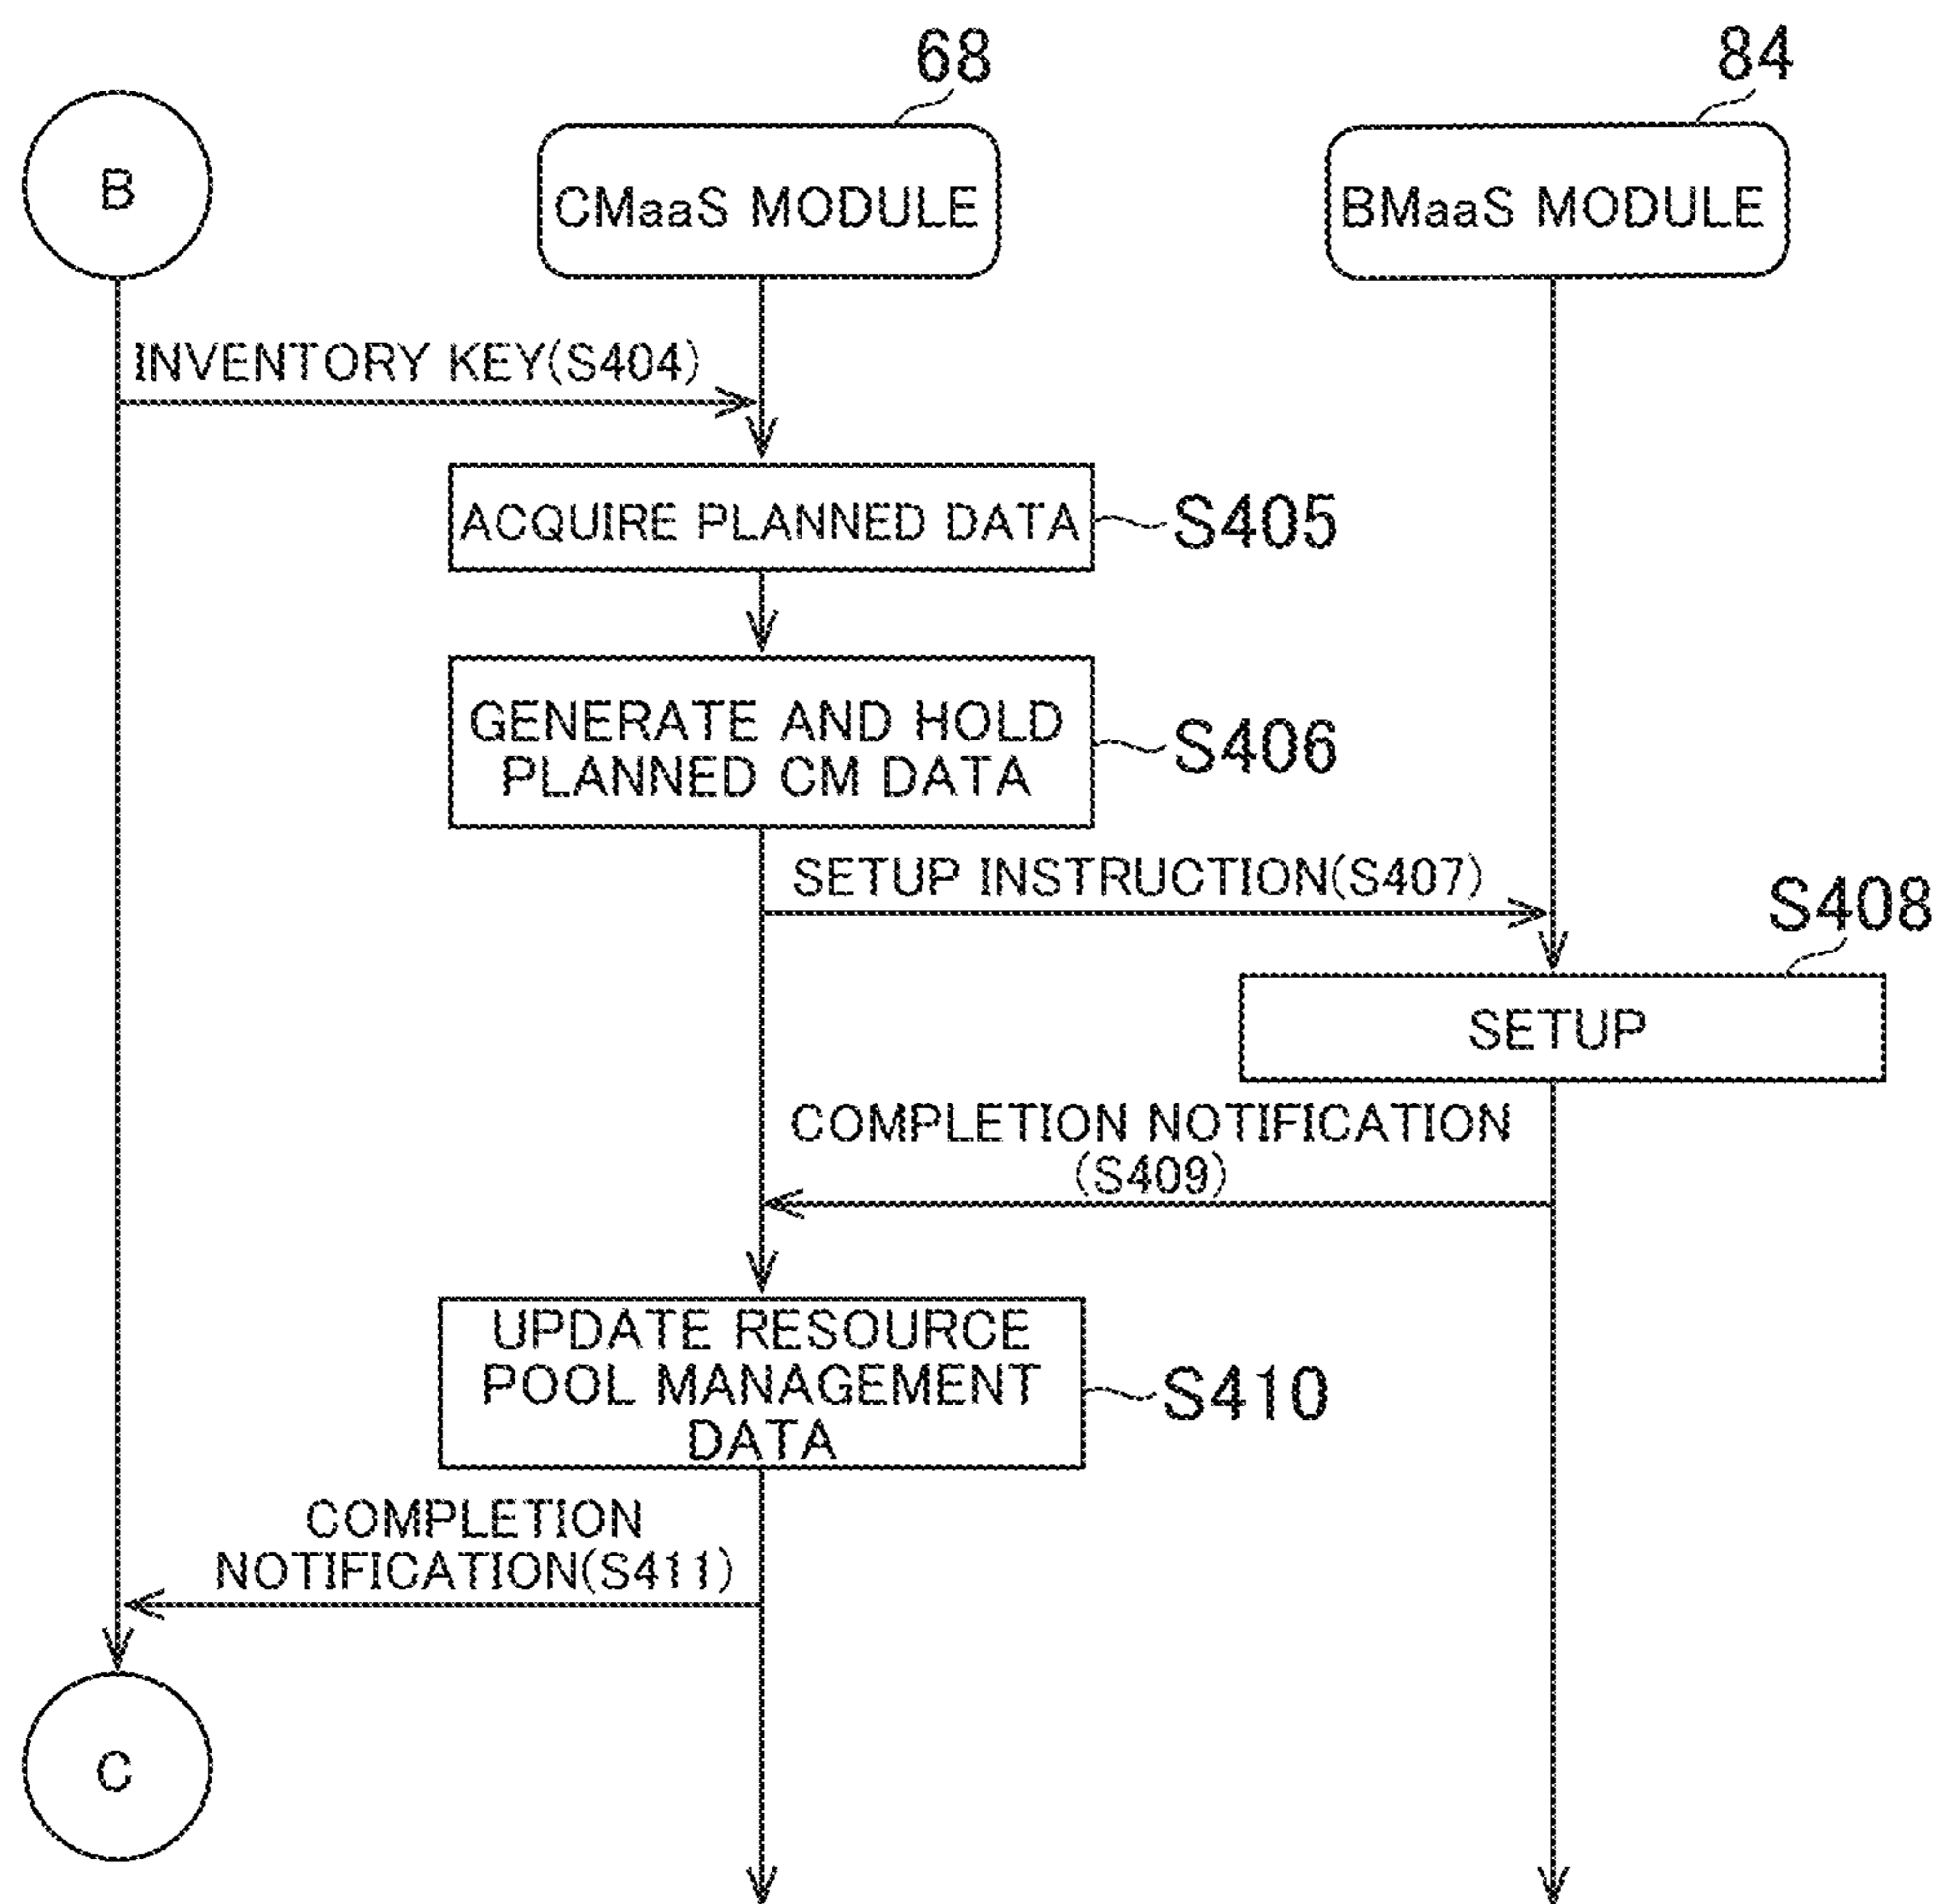 68
84
B
CMaaS MODULE
BMaaS MODULE
INVENTORY KEY(S404)
ACQUIRE PLANNED DATA
S405
GENERATE AND HOLD
PLANNED CM DATA
S406
SETUP INSTRUCTION(S407)
S408
SETUP
COMPLETION NOTIFICATION
(S409)
UPDATE RESOURCE
POOL MANAGEMENT
DATA
S410
COMPLETION
NOTIFICATION(S411)
C